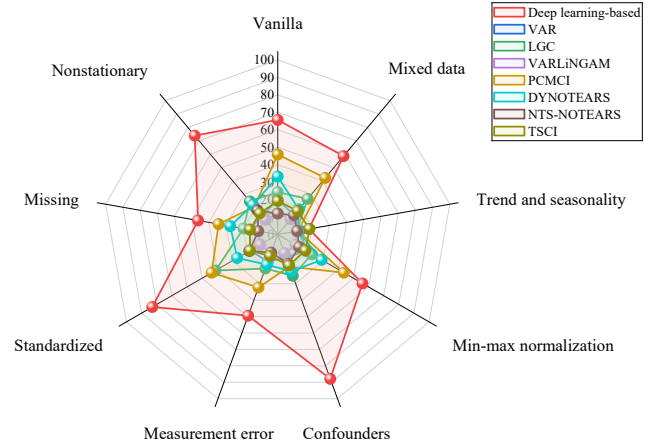 Vanilla
Mixed data
Trend and seasonality
Min-max normalization
Confounders
Measurement error
Standardized
Missing
Nonstationary
100
90
80
70
60
50
40
30
Deep learning-based
VAR
LGC
VARLiNGAM
PCMCI
DYNOTEARS
NTS-NOTEARS
TSCI